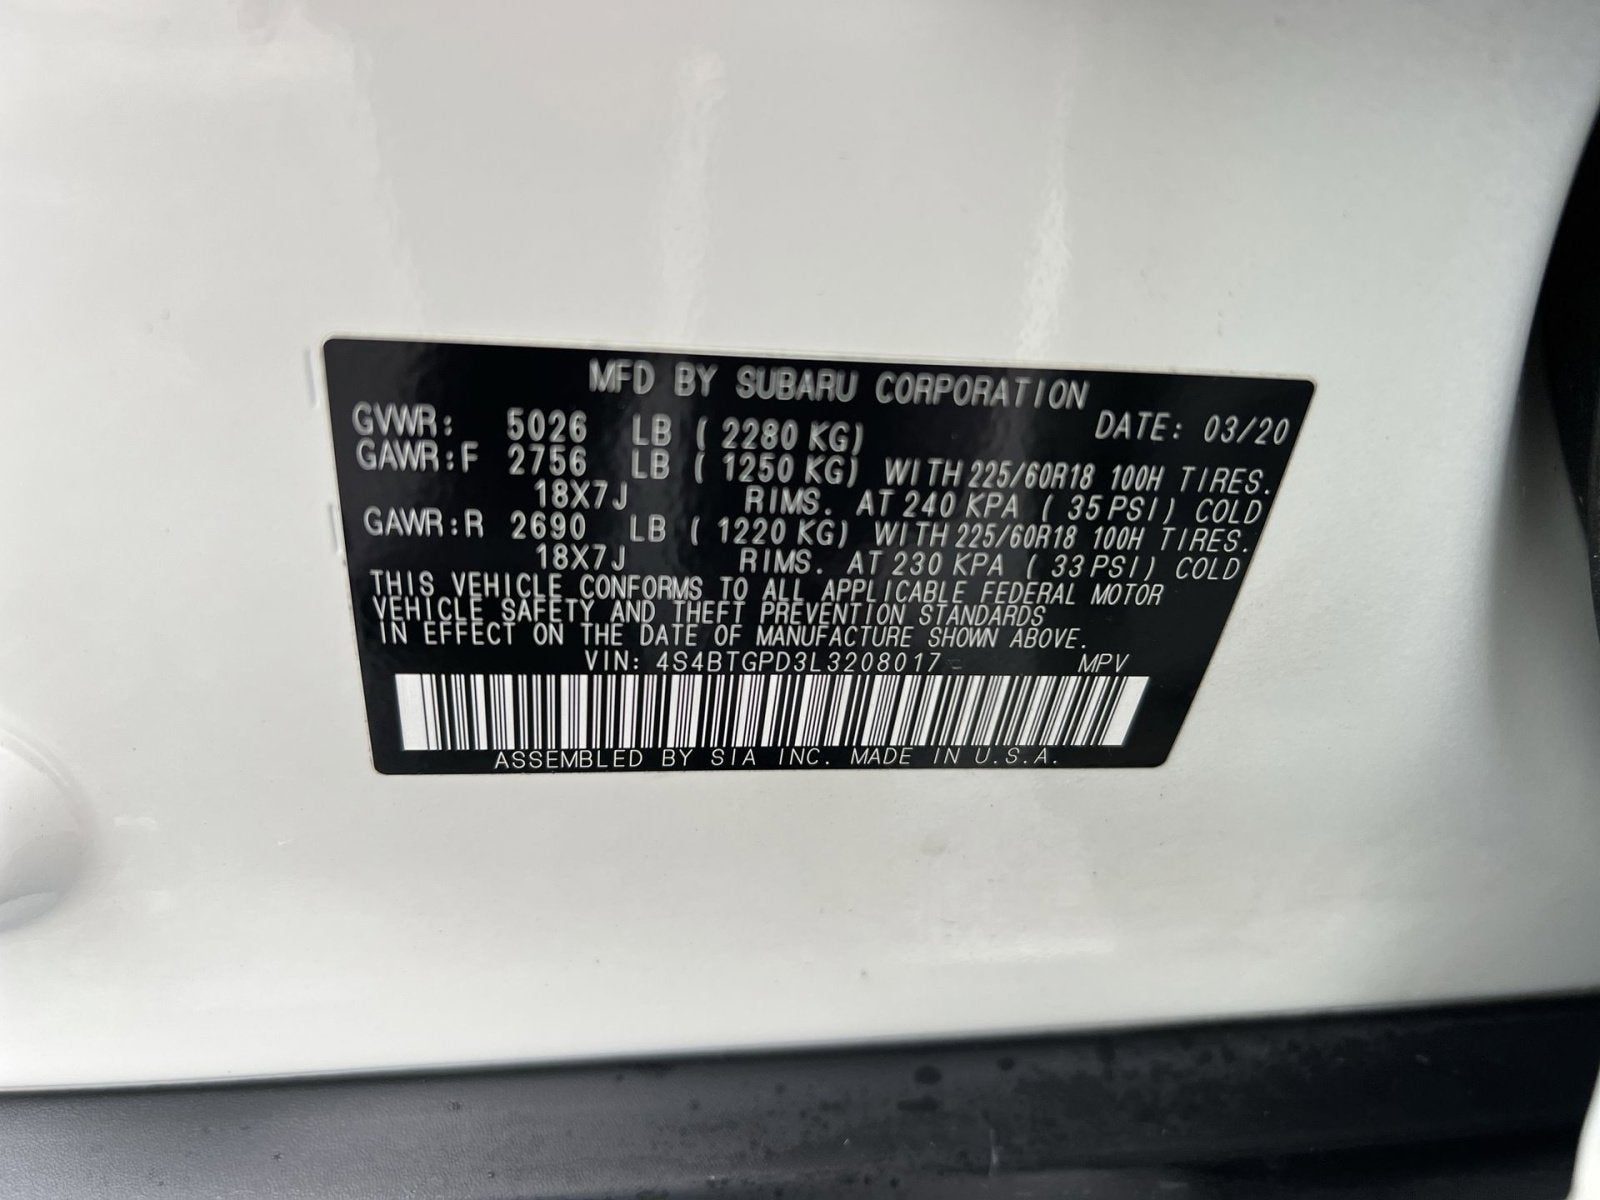 MFD BY SUBARU CORPORATION
GVWR: 5026 LB ( 2280 KG) DATE: 03/20
GAWR:F 2756 LB ( 1250 KG) WITH 225/60R18 100H TIRES.
18X7J RIMS. AT 240 KPA ( 35 PSI) COLD
GAWR:R 2690 LB ( 1220 KG) WITH 225/60R18 100H TIRES.
18X7J RIMS. AT 230 KPA ( 33 PSI) COLD
THIS VEHICLE CONFORMS TO ALL APPLICABLE FEDERAL MOTOR
VEHICLE SAFETY AND THEFT PREVENTION STANDARDS
IN EFFECT ON THE DATE OF MANUFACTURE SHOWN ABOVE.
VIN: 4S4BTGPD3L3208017 MPV
ASSEMBLED BY SIA INC. MADE IN U.S.A.